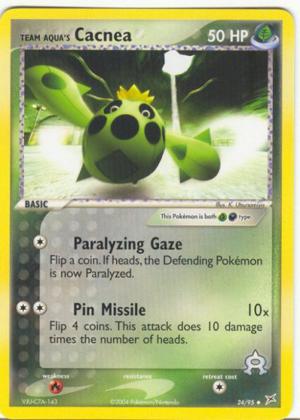 TEAM AQUA'S Cacnea 50 HP
BASIC
This Pokémon is both type
Paralyzing Gaze
Flip a coin. If heads, the Defending Pokémon
is now Paralyzed.
Pin Missile 10x
Flip 4 coins. This attack does 10 damage
times the number of heads.
weakness resistance retreat cost
©2004 Pokémon/Nintendo 24/95